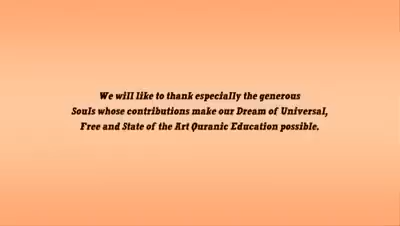 We will like to thank especially the generous
Souls whose contributions make our Dream of Universal,
Free and State of the Art Quranic Education possible.